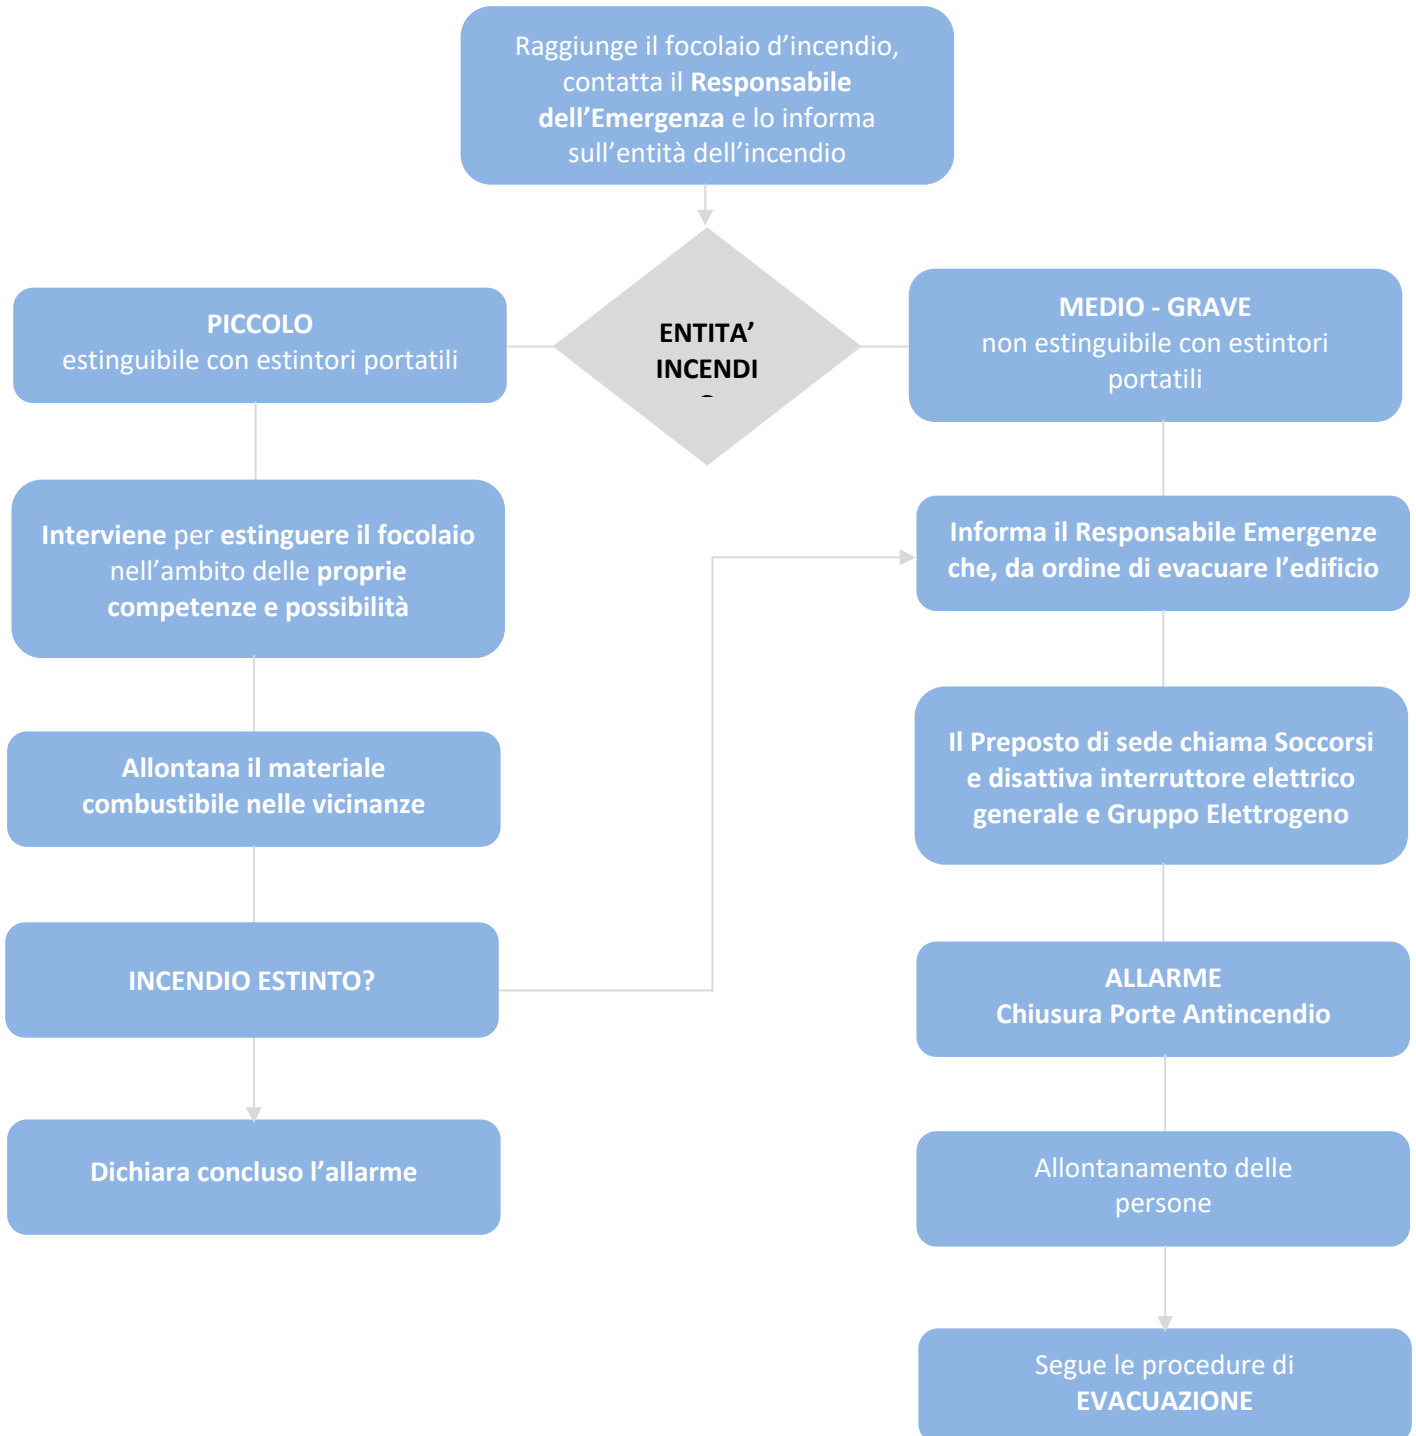 Raggiunge il focolaio d’incendio,
contatta il Responsabile
dell’Emergenza e lo informa
sull’entità dell’incendio
ENTITA’
INCENDI
PICCOLO
estinguibile con estintori portatili
MEDIO - GRAVE
non estinguibile con estintori
portatili
Interviene per estinguere il focolaio
nell’ambito delle proprie
competenze e possibilità
Informa il Responsabile Emergenze
che, da ordine di evacuare l’edificio
Allontana il materiale
combustibile nelle vicinanze
Il Preposto di sede chiama Soccorsi
e disattiva interruttore elettrico
generale e Gruppo Elettrogeno
INCENDIO ESTINTO?
ALLARME
Chiusura Porte Antincendio
Dichiara concluso l’allarme
Allontanamento delle
persone
Segue le procedure di
EVACUAZIONE